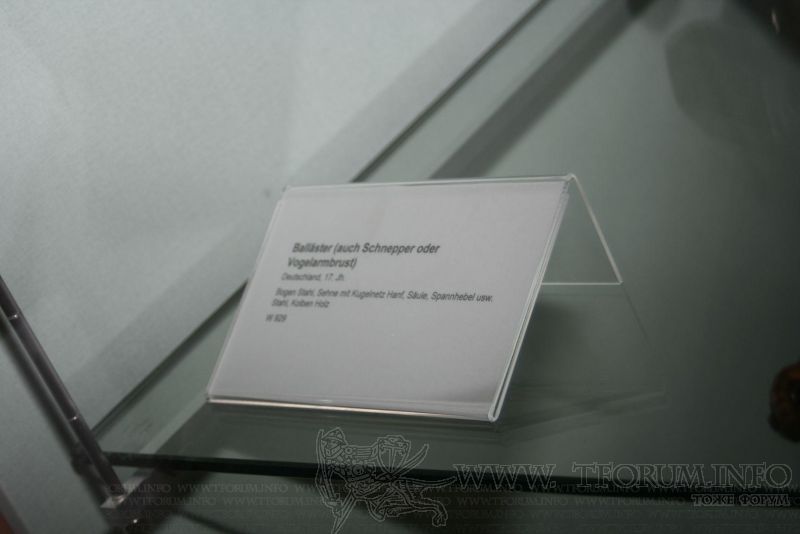 Balläster (auch Schnepper oder
Vogelarmbrust)
Deutschland, 17. Jh.
Bogen Stahl, Sehne mit Kugelnetz Hanf, Säule, Spannhebel usw.
Stahl, Kolben Holz
W 929
WWW. TFORUM.INFO
ТОЖЕ ФОРУМ